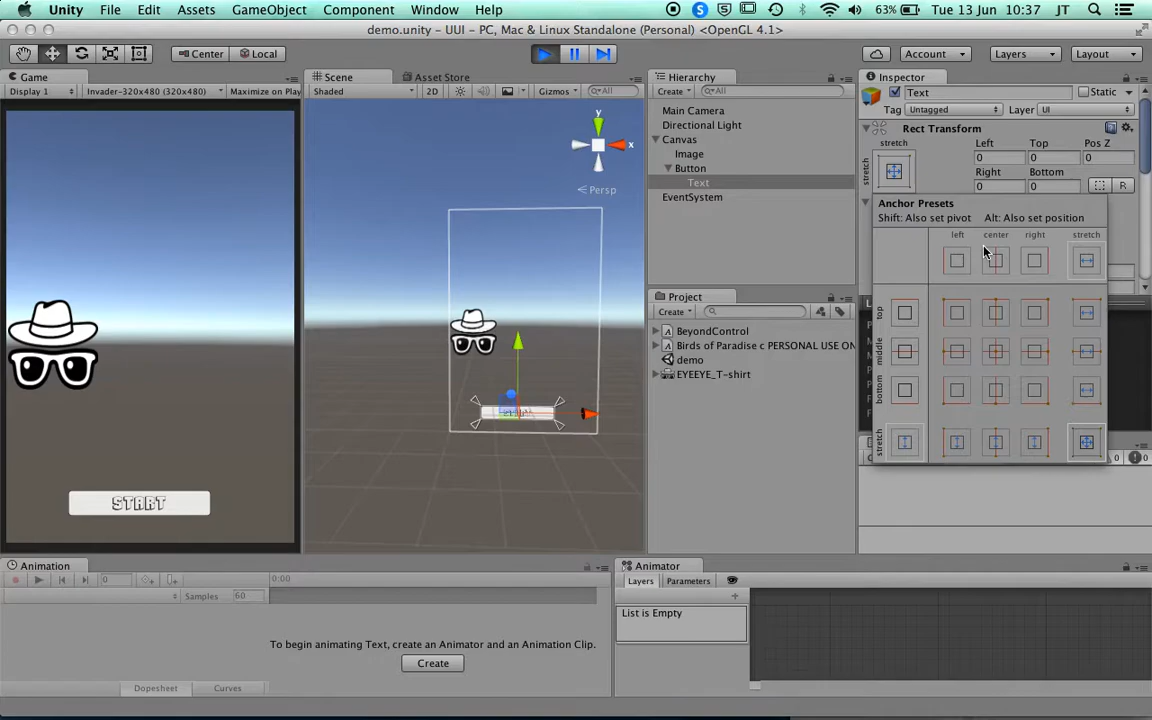 Unity File Edit Assets GameObject Component Window Help 5 63% Tue 13 Jun 10:37 JT
demo.unity - UUI - PC, Mac & Linux Standalone (Personal) <OpenGL 4.1>
Center Local Account Layers Layout
Game Scene Asset Store Hierarchy Inspector
Display 1 Invader-320x480 (320x480) Maximize on Play Shaded 2D Gizmos All Create All Text Static
Tag Untagged Layer UI
Main Camera
Directional Light
Canvas
Image
Button
Text
EventSystem
y
x
Persp
Rect Transform
stretch Left Top Pos Z
stretch 0 0 0
Right Bottom
0 0 R
Anchor Presets
Shift: Also set pivot Alt: Also set position
left center right stretch
top
middle
bottom
stretch
Project
Create
BeyondControl
Birds of Paradise c PERSONAL USE ON
demo
EYEEYE_T-shirt
START
Animation Animator
0 0:00 Layers Parameters
Samples 60
List is Empty
To begin animating Text, create an Animator and an Animation Clip.
Create
Dopesheet Curves